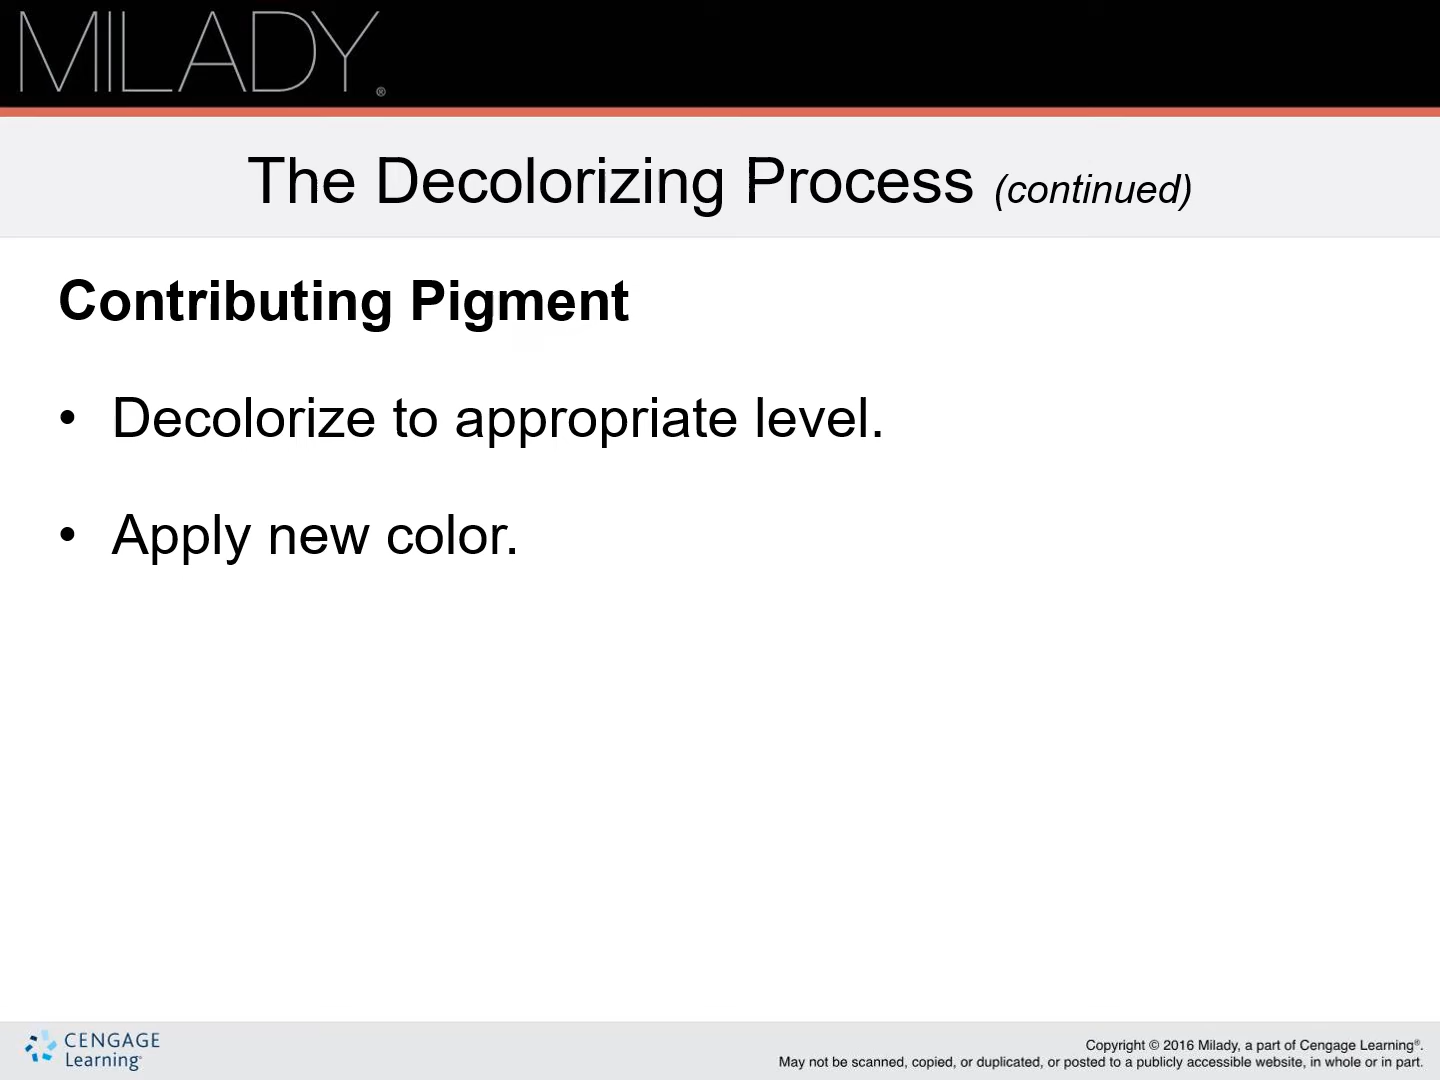 MILADY®
The Decolorizing Process (continued)
Contributing Pigment
• Decolorize to appropriate level.
• Apply new color.
CENGAGE
Learning®
Copyright © 2016 Milady, a part of Cengage Learning®.
May not be scanned, copied, or duplicated, or posted to a publicly accessible website, in whole or in part.